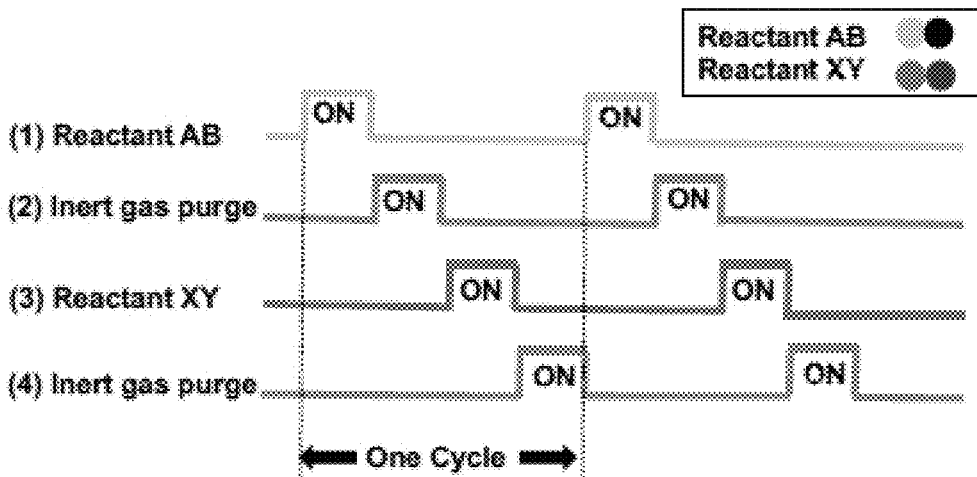 Reactant AB
Reactant XY
(1) Reactant AB
ON
ON
(2) Inert gas purge
ON
ON
(3) Reactant XY
ON
ON
(4) Inert gas purge
ON
ON
One Cycle